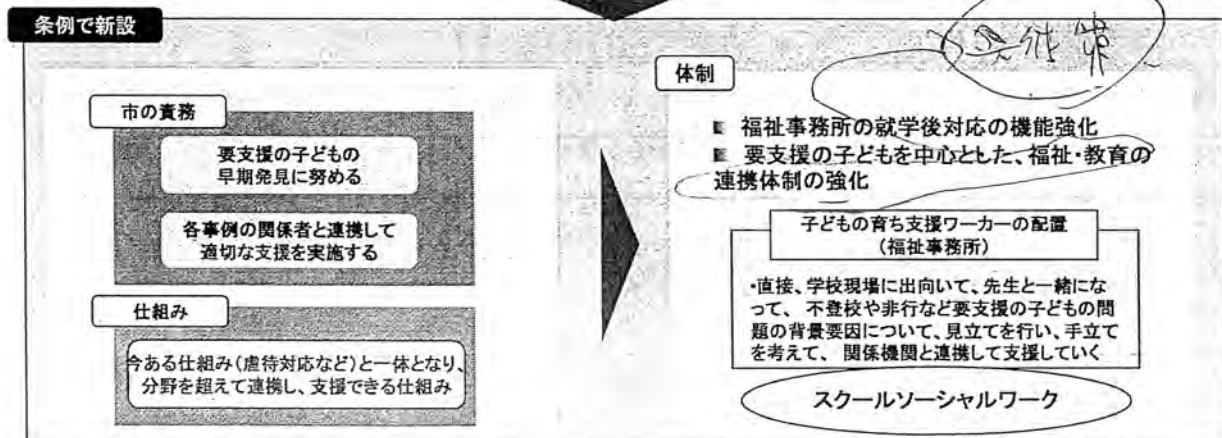 条例で新設
市の責務
要支援の子どもの
早期発見に努める
各事例の関係者と連携して
適切な支援を実施する
仕組み
今ある仕組み(虐待対応など)と一体となり、
分野を超えて連携し、支援できる仕組み
体制
福祉事務所の就学後対応の機能強化
要支援の子どもを中心とした、福祉・教育の
連携体制の強化
子どもの育ち支援ワーカーの配置
(福祉事務所)
・直接、学校現場に出向いて、先生と一緒にな
って、不登校や非行など要支援の子どもの問
題の背景要因について、見立てを行い、手立て
を考えて、関係機関と連携して支援していく
スクールソーシャルワーク